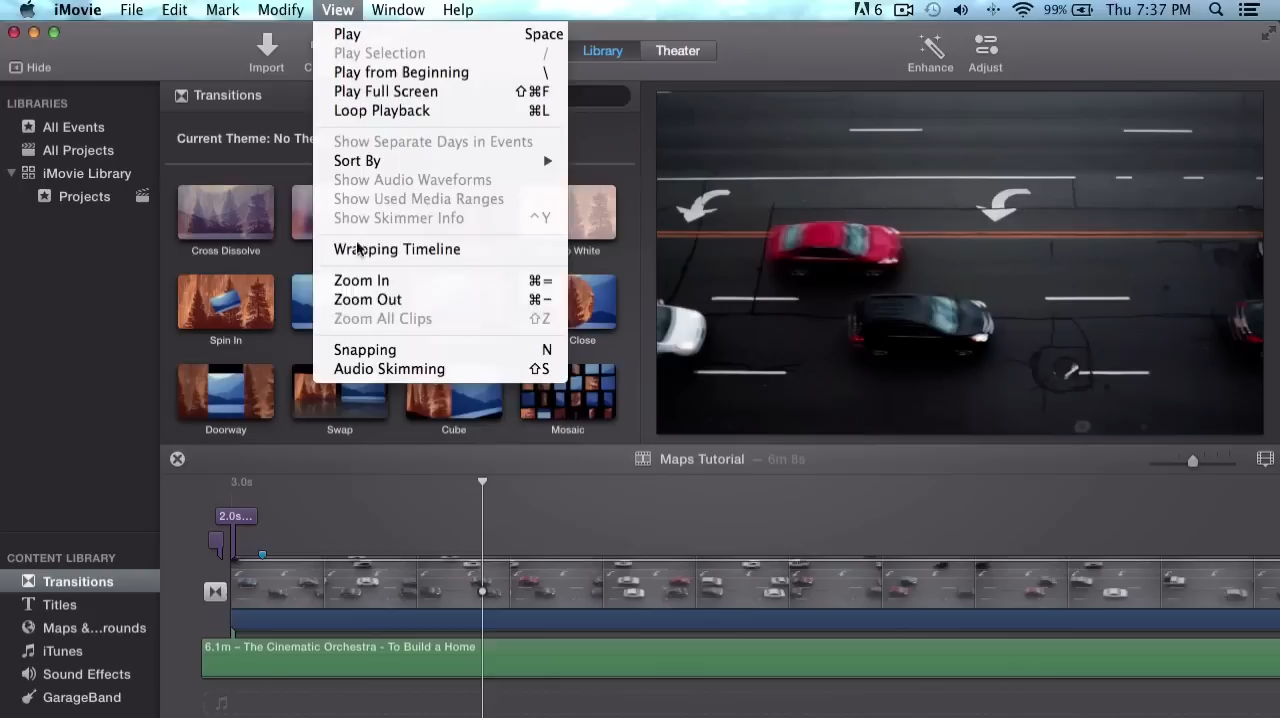 iMovie File Edit Mark Modify View Window Help 6 99% Thu 7:37 PM
Hide
Import
Library Theater
Enhance Adjust
Play Space
Play Selection /
Play from Beginning \
Play Full Screen ⇧⌘F
Loop Playback ⌘L
Show Separate Days in Events
Sort By
Show Audio Waveforms
Show Used Media Ranges
Show Skimmer Info ^Y
Wrapping Timeline
Zoom In ⌘=
Zoom Out ⌘−
Zoom All Clips ⇧Z
Snapping N
Audio Skimming ⇧S
LIBRARIES
All Events
All Projects
iMovie Library
Projects
Transitions
Current Theme: No The
Cross Dissolve
White
Spin In
Close
Doorway
Swap
Cube
Mosaic
Maps Tutorial — 6m 8s
3.0s
2.0s...
6.1m – The Cinematic Orchestra - To Build a Home
CONTENT LIBRARY
Transitions
Titles
Maps &...rounds
iTunes
Sound Effects
GarageBand